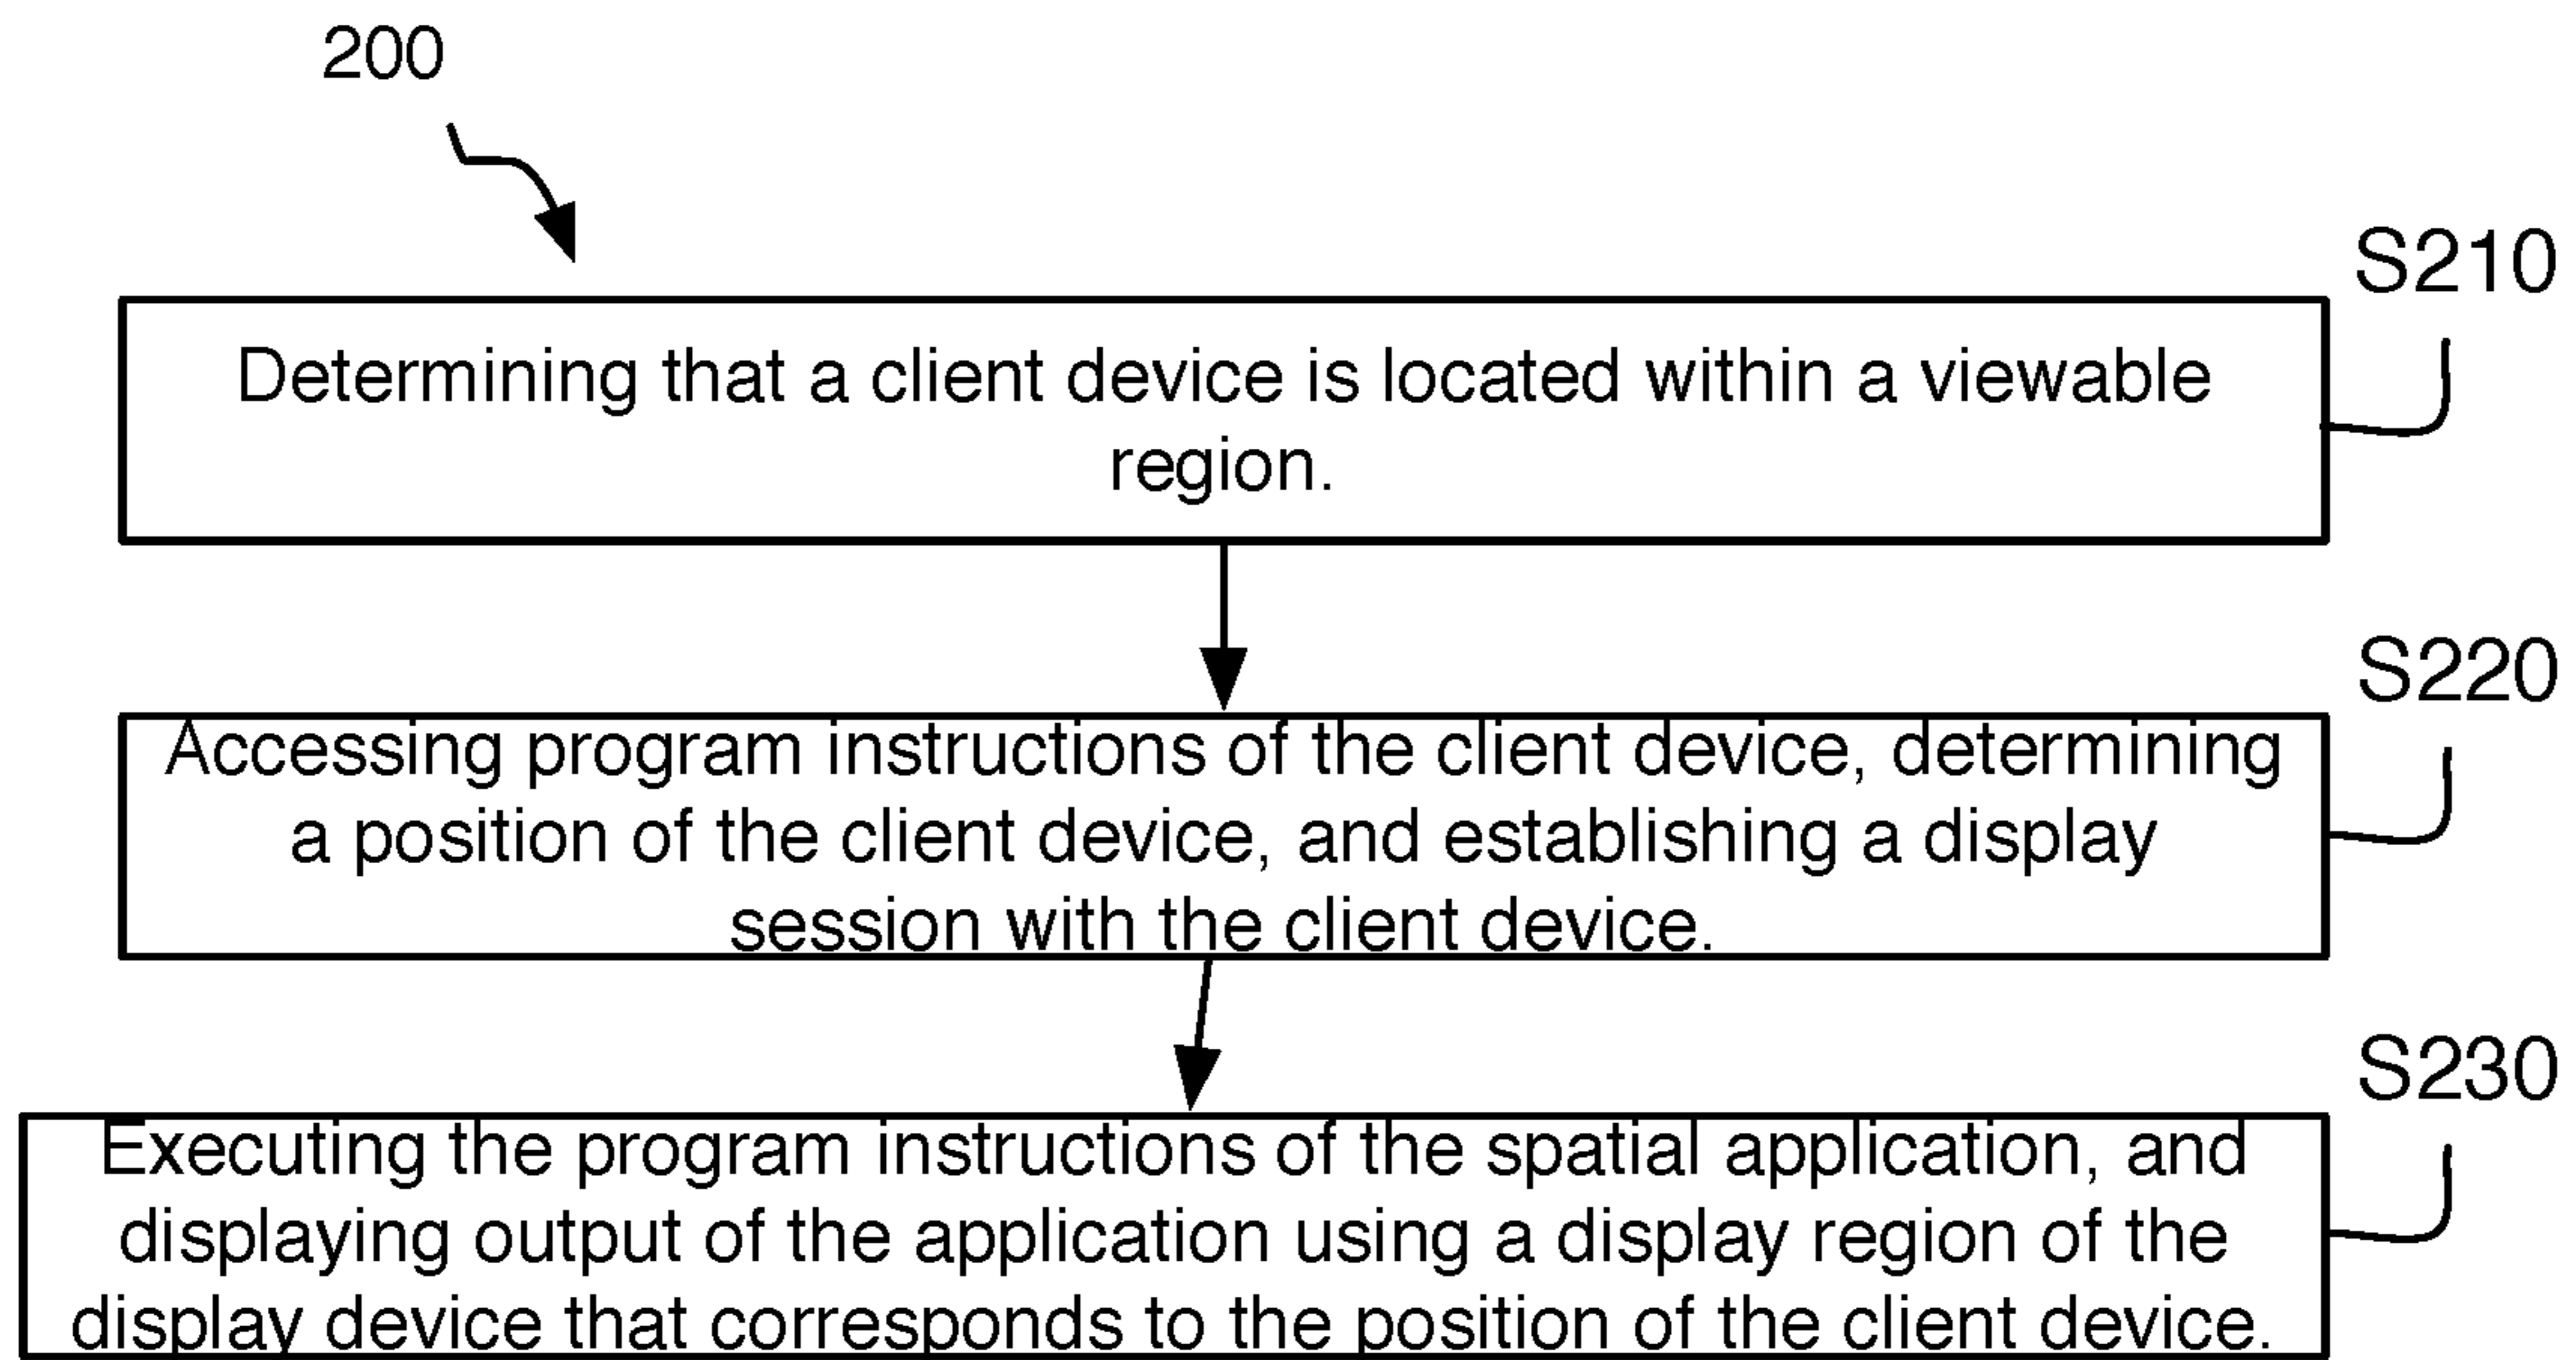 200
S210
Determining that a client device is located within a viewable
region.
S220
Accessing program instructions of the client device, determining
a position of the client device, and establishing a display
session with the client device.
S230
Executing the program instructions of the spatial application, and
displaying output of the application using a display region of the
display device that corresponds to the position of the client device.